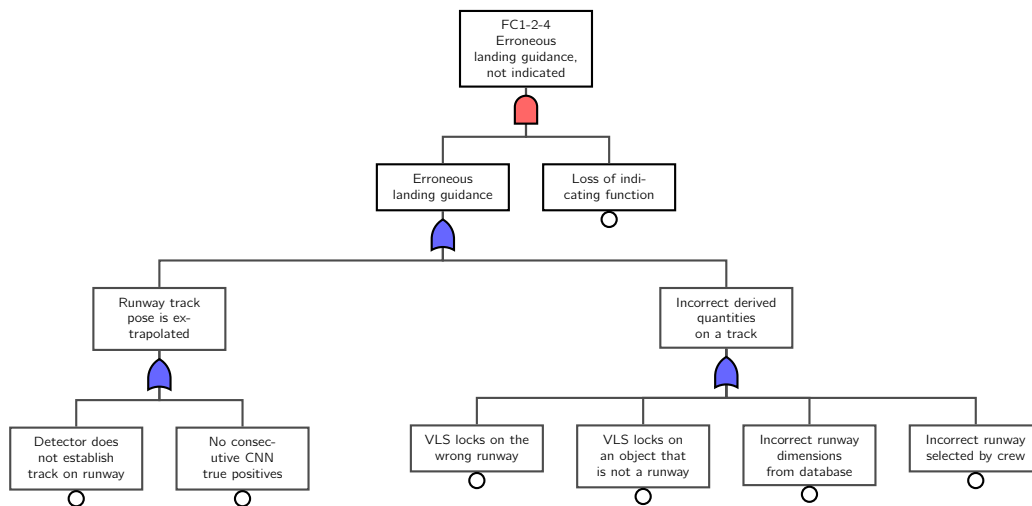 FC1-2-4
Erroneous
landing guidance,
not indicated
Erroneous
landing guidance
Loss of indi-
cating function
Runway track
pose is ex-
trapolated
Incorrect derived
quantities
on a track
Detector does
not establish
track on runway
No consec-
utive CNN
true positives
VLS locks on the
wrong runway
VLS locks on
an object that
is not a runway
Incorrect runway
dimensions
from database
Incorrect runway
selected by crew